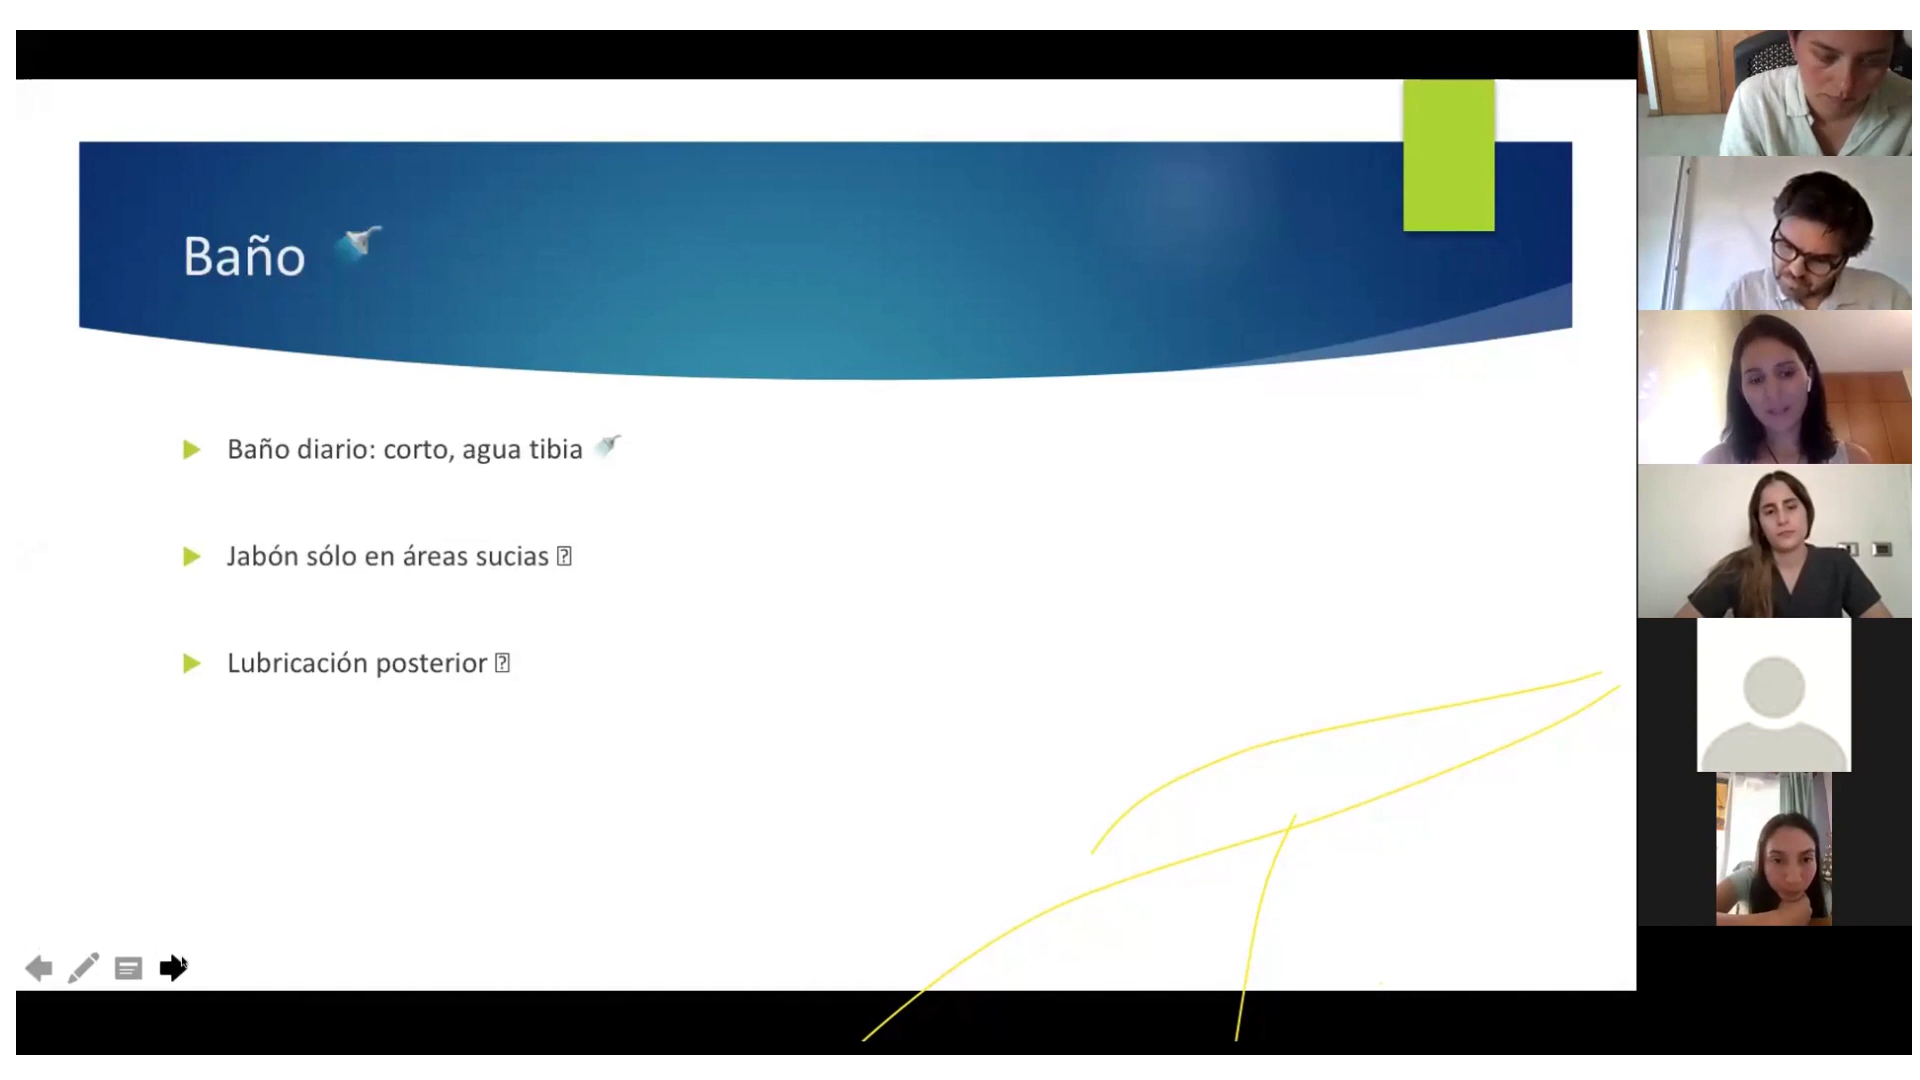 Baño
Baño diario: corto, agua tibia
Jabón sólo en áreas sucias
Lubricación posterior